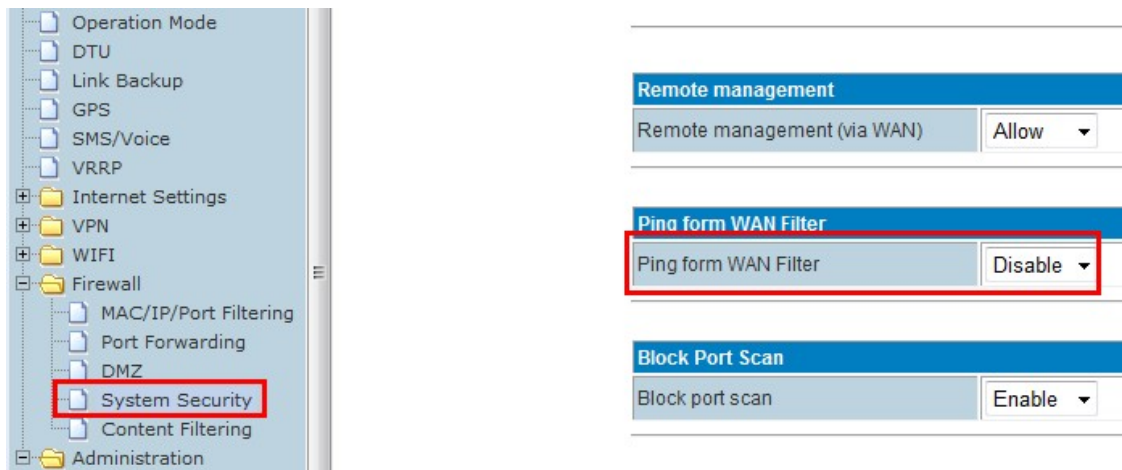 Operation Mode
DTU
Link Backup
GPS
SMS/Voice
VRRP
Internet Settings
VPN
WIFI
Firewall
MAC/IP/Port Filtering
Port Forwarding
DMZ
System Security
Content Filtering
Administration
Remote management
Remote management (via WAN) Allow
Ping form WAN Filter
Ping form WAN Filter Disable
Block Port Scan
Block port scan Enable